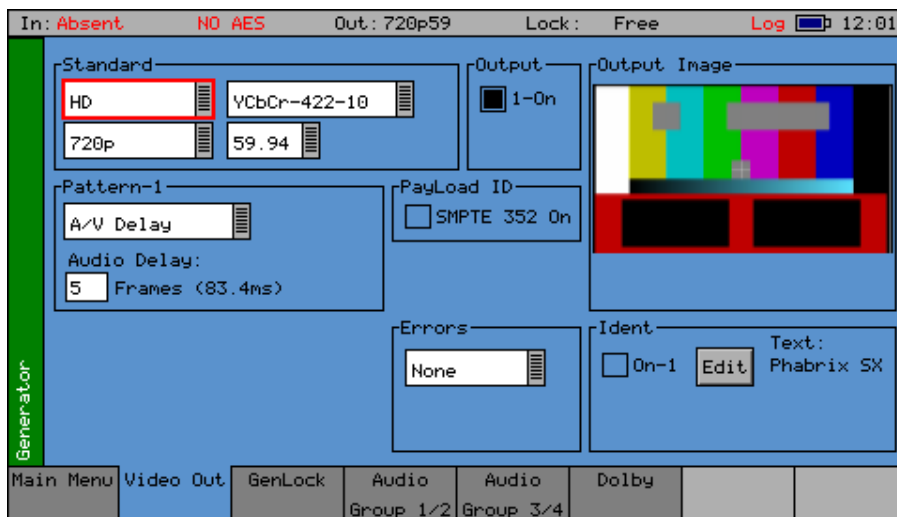 In: Absent NO AES Out: 720p59 Lock: Free Log 12:01
Standard
HD YCbCr-422-10
720p 59.94
Output
1-On
Output Image
Pattern-1
A/V Delay
Audio Delay:
5 Frames (83.4ms)
PayLoad ID
SMPTE 352 On
Errors
None
Ident
On-1 Edit
Text:
Phabrix SX
Generator
Main Menu Video Out GenLock
Audio
Group 1/2
Audio
Group 3/4
Dolby